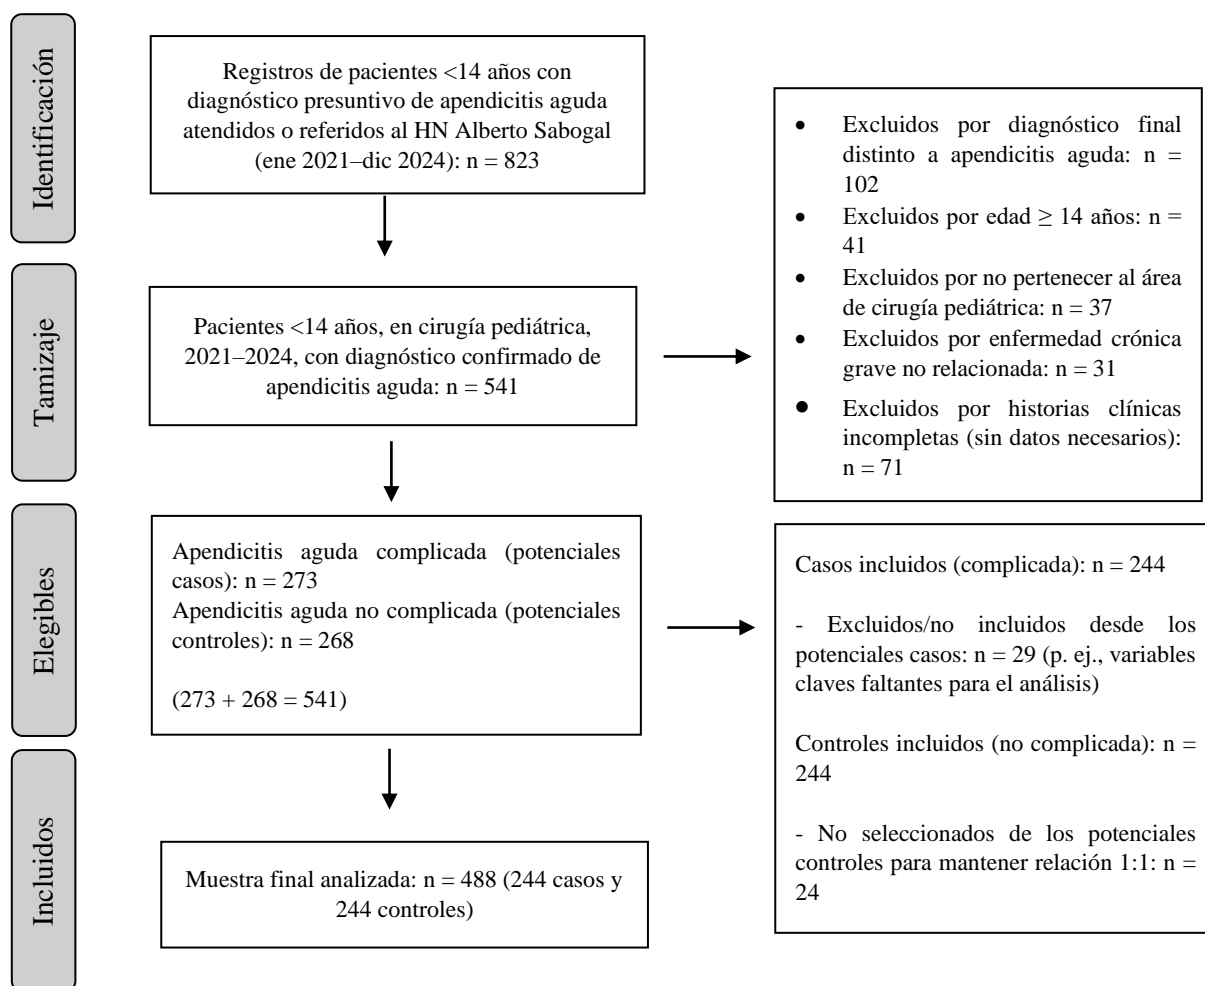 Identificación
Registros de pacientes <14 años con
diagnóstico presuntivo de apendicitis aguda
atendidos o referidos al HN Alberto Sabogal
(ene 2021–dic 2024): n = 823
• Excluidos por diagnóstico final
distinto a apendicitis aguda: n =
102
• Excluidos por edad ≥ 14 años: n =
41
• Excluidos por no pertenecer al área
de cirugía pediátrica: n = 37
• Excluidos por enfermedad crónica
grave no relacionada: n = 31
• Excluidos por historias clínicas
incompletas (sin datos necesarios):
n = 71
Tamizaje
Pacientes <14 años, en cirugía pediátrica,
2021–2024, con diagnóstico confirmado de
apendicitis aguda: n = 541
Elegibles
Apendicitis aguda complicada (potenciales
casos): n = 273
Apendicitis aguda no complicada (potenciales
controles): n = 268
(273 + 268 = 541)
Casos incluidos (complicada): n = 244
- Excluidos/no incluidos desde los
potenciales casos: n = 29 (p. ej., variables
claves faltantes para el análisis)
Controles incluidos (no complicada): n =
244
- No seleccionados de los potenciales
controles para mantener relación 1:1: n =
24
Incluidos
Muestra final analizada: n = 488 (244 casos y
244 controles)